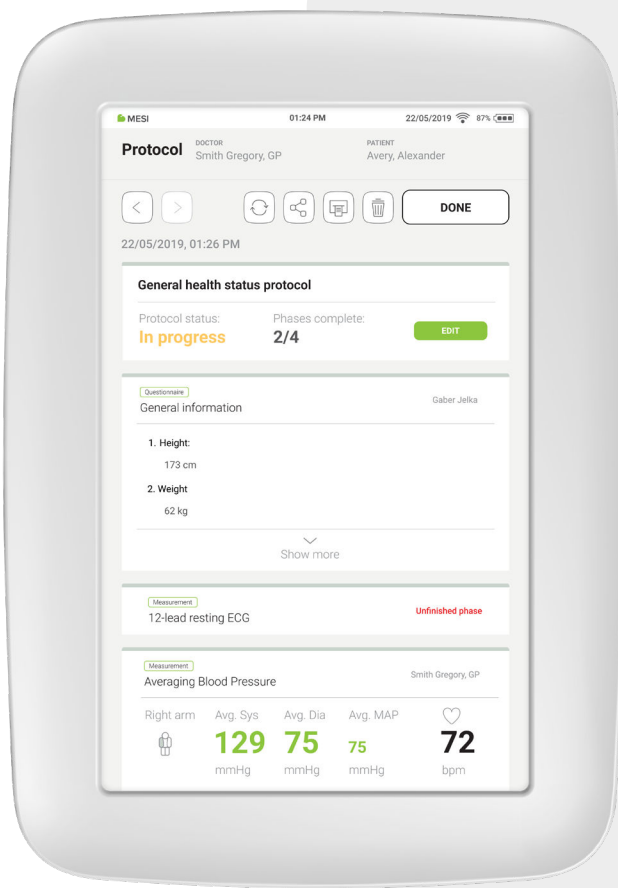 MESI 01:24 PM 22/05/2019 87%
Protocol DOCTOR PATIENT
Smith Gregory, GP Avery, Alexander
DONE
22/05/2019, 01:26 PM
General health status protocol
Protocol status: Phases complete:
In progress 2/4 EDIT
Questionnaire
General information Gaber Jelka
1. Height:
173 cm
2. Weight
62 kg
Show more
Measurement
12-lead resting ECG Unfinished phase
Measurement
Averaging Blood Pressure Smith Gregory, GP
Right arm Avg. Sys Avg. Dia Avg. MAP
129 75 75 72
mmHg mmHg mmHg bpm